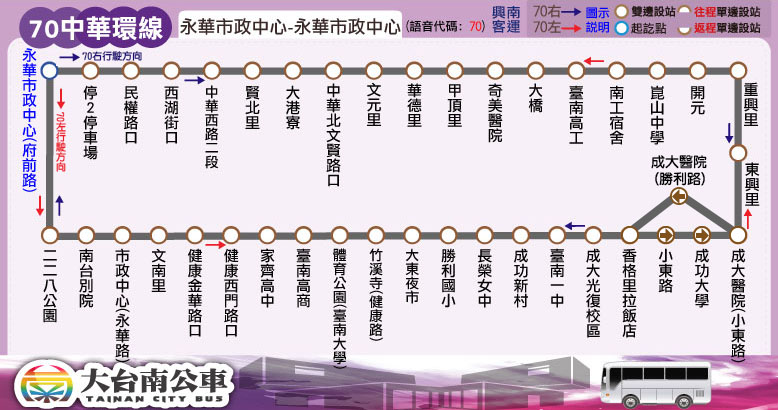 70中華環線
永華市政中心-永華市政中心
(語音代碼：70)
興南客運
70右→ 圖示
70左→ 說明
雙邊設站
往程單邊設站
起訖點
返程單邊設站
永華市政中心(府前路)
70右行駛方向
70左行駛方向
停2停車場
民權路口
西湖街口
中華西路二段
賢北里
大港寮
中華北文賢路口
文元里
華德里
甲頂里
奇美醫院
大橋
臺南高工
南工宿舍
崑山中學
開元
重興里
東興里
成大醫院
(勝利路)
二二八公園
南台別院
市政中心(永華路)
文南里
健康金華路口
健康西門路口
家齊高中
臺南高商
體育公園(臺南大學)
竹溪寺(健康路)
大東夜市
勝利國小
長榮女中
成功新村
臺南一中
成大光復校區
香格里拉飯店
小東路
成功大學
成大醫院(小東路)
大台南公車
TAINAN CITY BUS